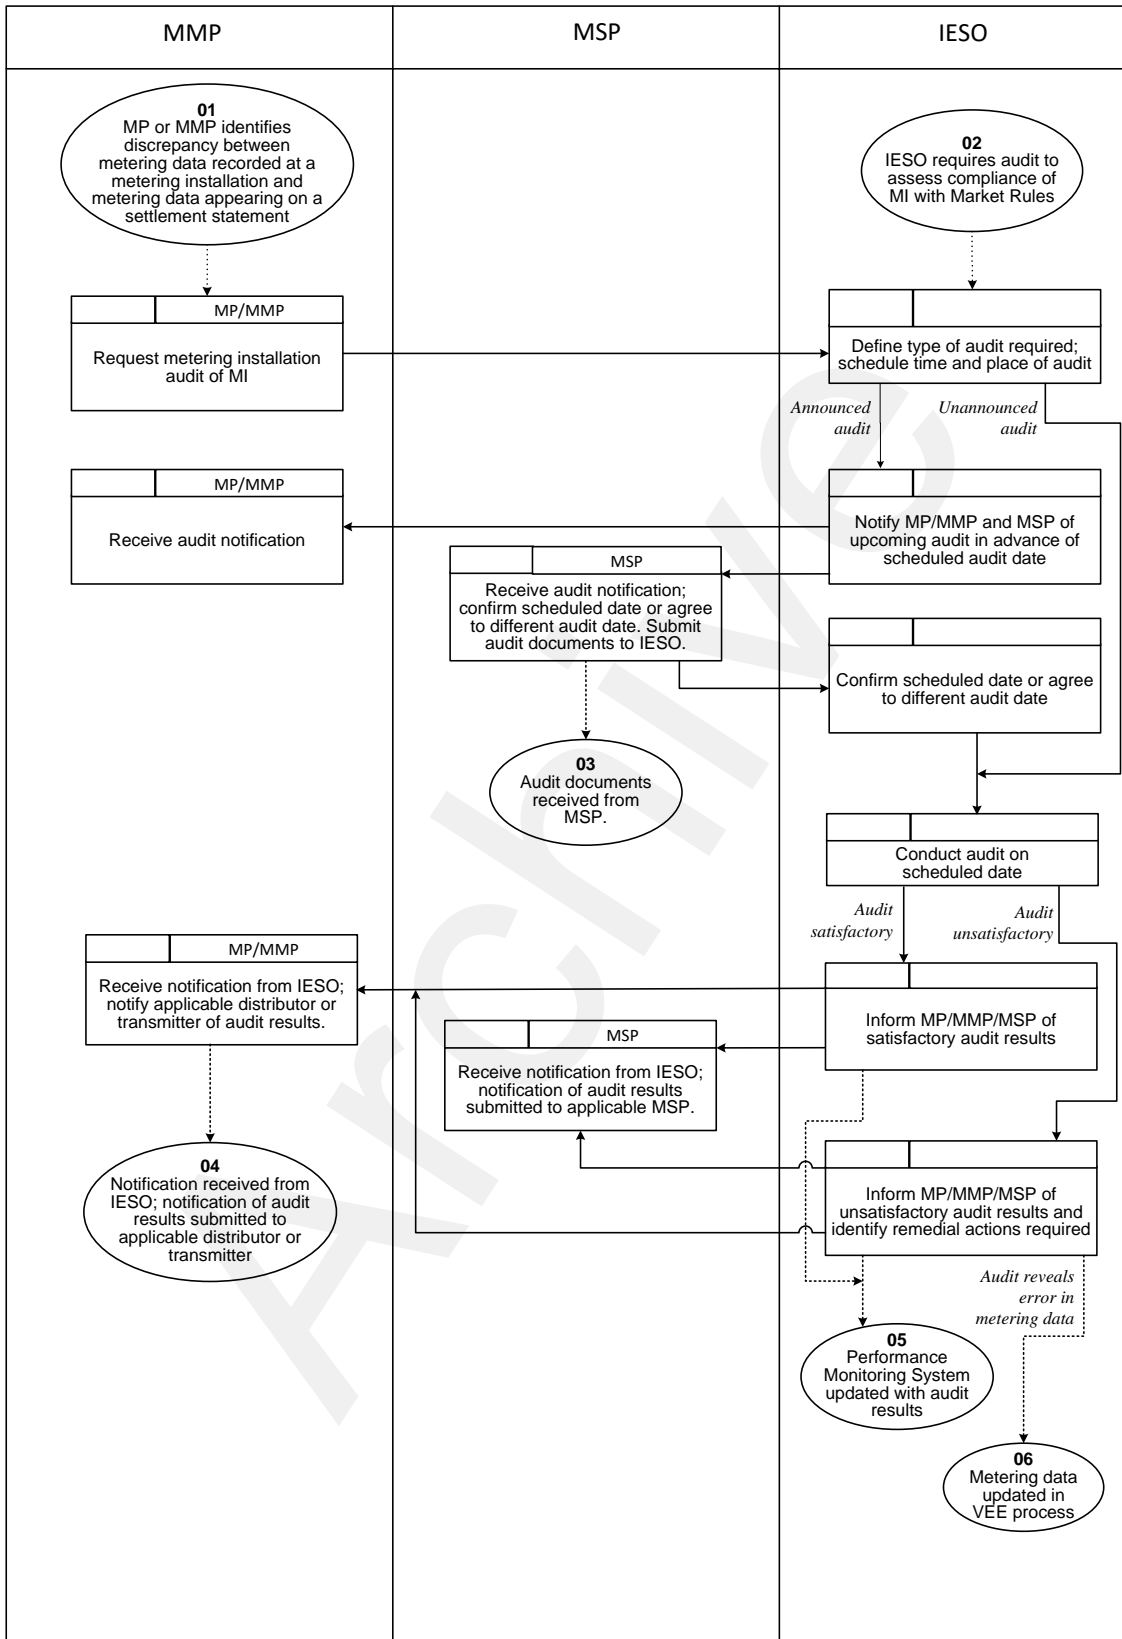 MMP
MSP
IESO
01
MP or MMP identifies
discrepancy between
metering data recorded at a
metering installation and
metering data appearing on a
settlement statement
02
IESO requires audit to
assess compliance of
MI with Market Rules
MP/MMP
Request metering installation
audit of MI
Define type of audit required;
schedule time and place of audit
Announced
audit
Unannounced
audit
MP/MMP
Receive audit notification
Notify MP/MMP and MSP of
upcoming audit in advance of
scheduled audit date
MSP
Receive audit notification;
confirm scheduled date or agree
to different audit date. Submit
audit documents to IESO.
Confirm scheduled date or agree
to different audit date
03
Audit documents
received from
MSP.
Conduct audit on
scheduled date
Audit
satisfactory
Audit
unsatisfactory
MP/MMP
Receive notification from IESO;
notify applicable distributor or
transmitter of audit results.
Inform MP/MMP/MSP of
satisfactory audit results
MSP
Receive notification from IESO;
notification of audit results
submitted to applicable MSP.
04
Notification received from
IESO; notification of audit
results submitted to
applicable distributor or
transmitter
Inform MP/MMP/MSP of
unsatisfactory audit results and
identify remedial actions required
Audit reveals
error in
metering data
05
Performance
Monitoring System
updated with audit
results
06
Metering data
updated in
VEE process
Archive